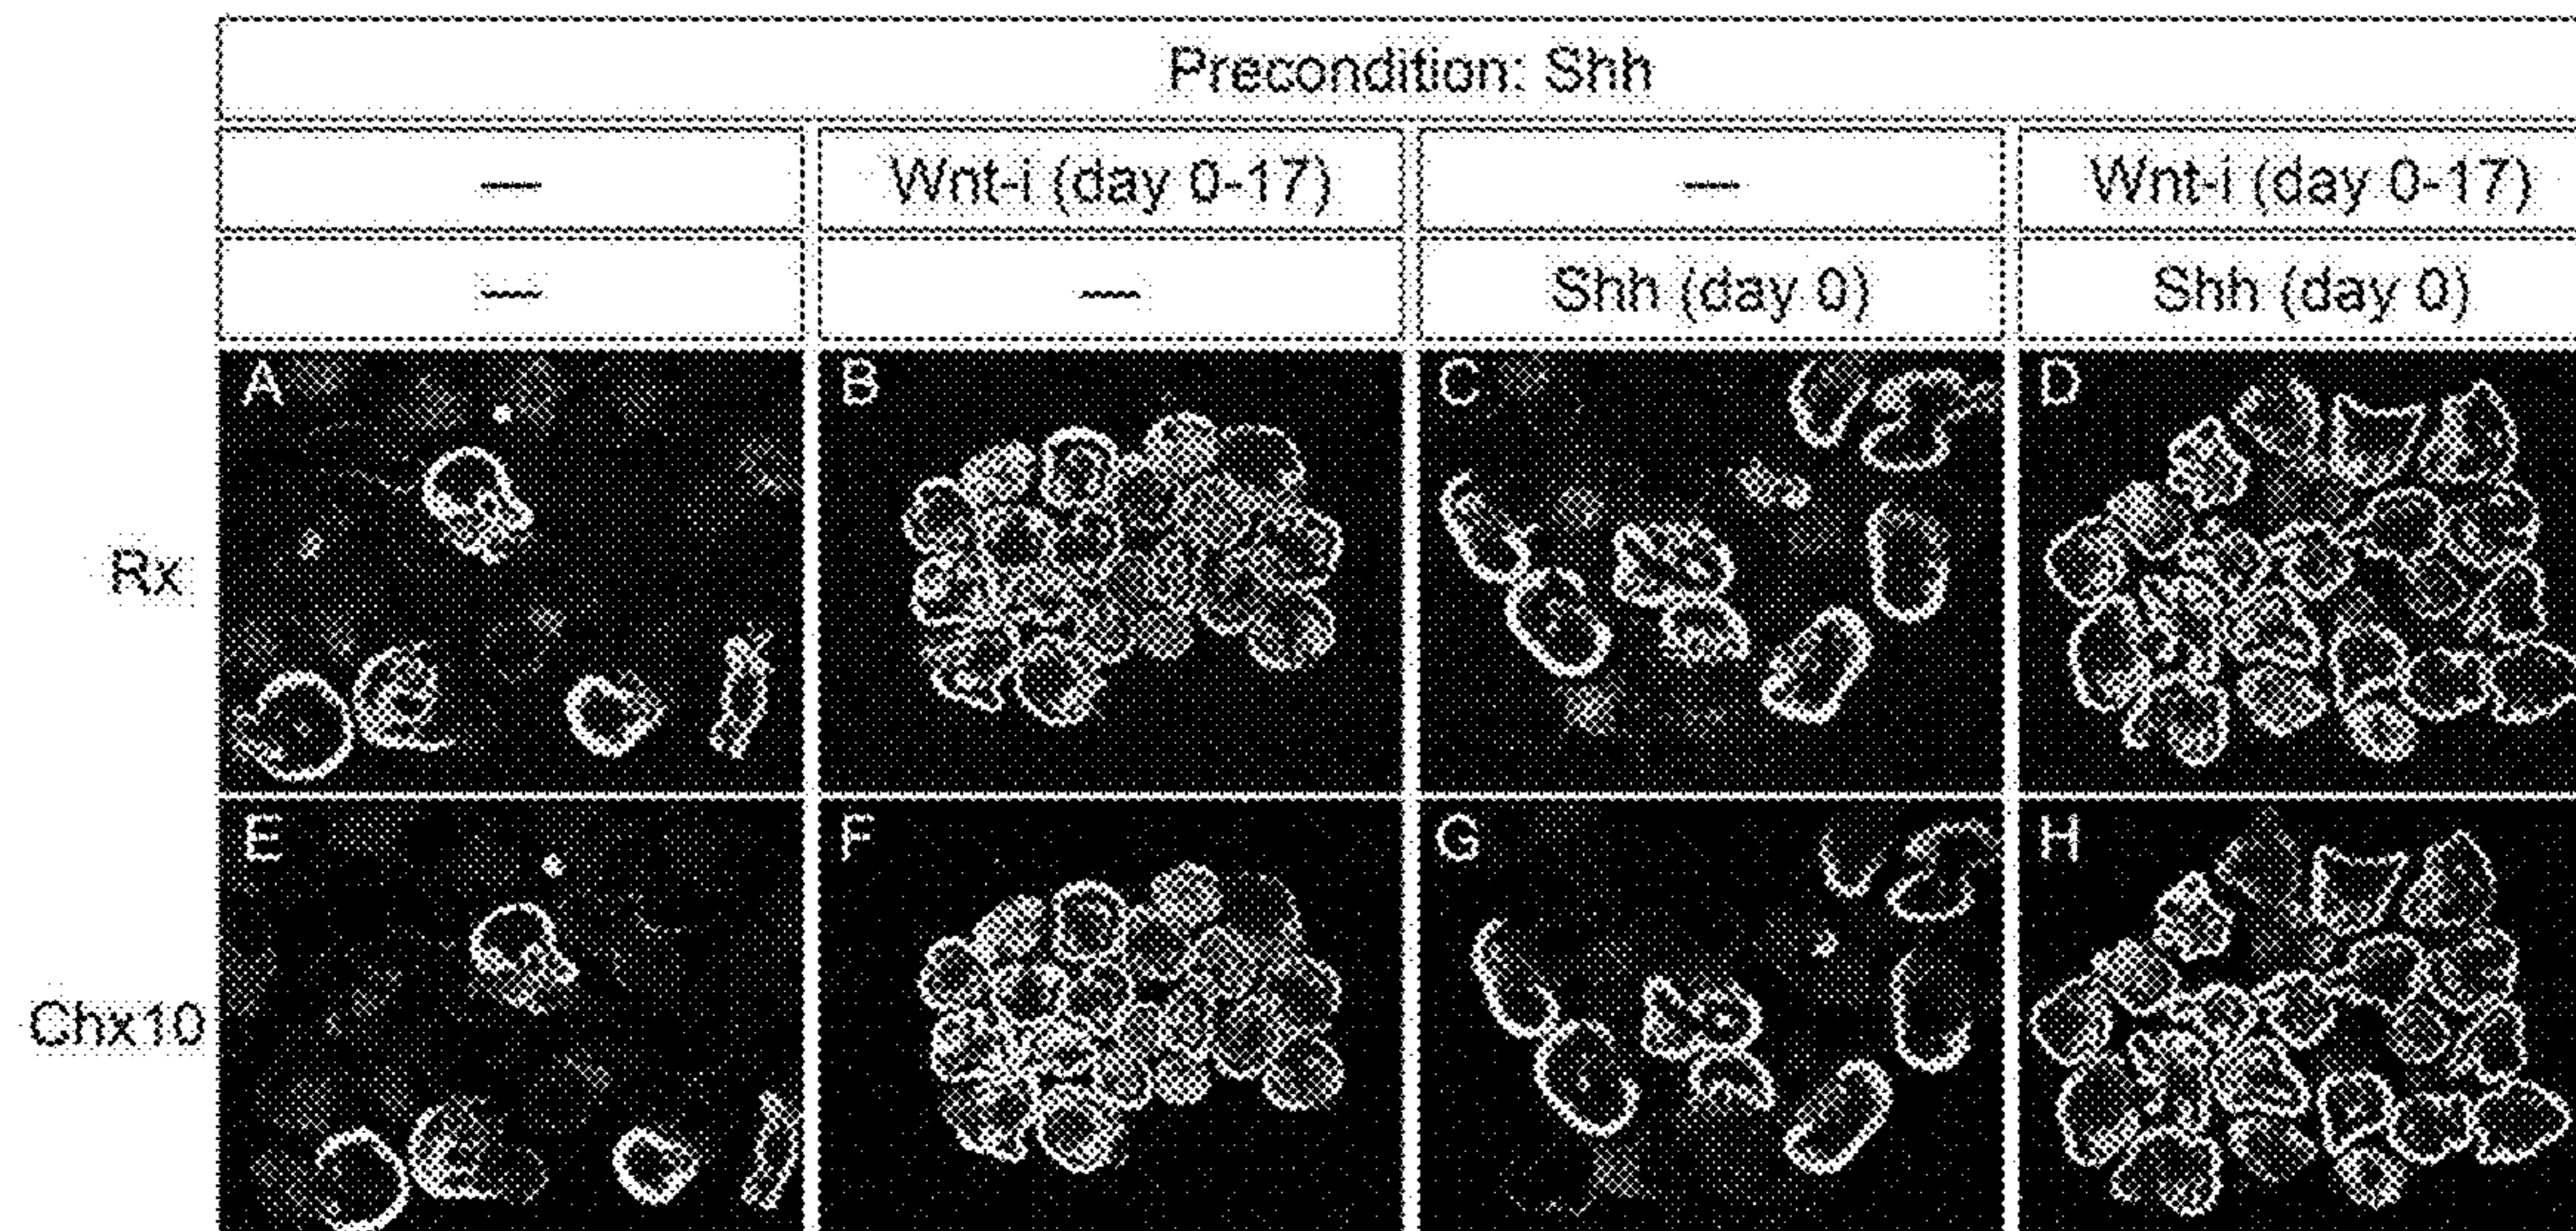 Precondition: Shh
— Wnt-i (day 0-17) — Wnt-i (day 0-17)
— — Shh (day 0) Shh (day 0)
A B C D
Rx
E F G H
Chx10